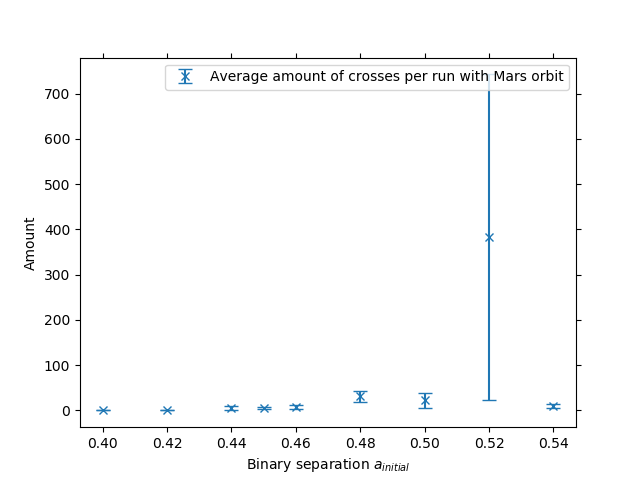 Average amount of crosses per run with Mars orbit
700
600
500
400
300
200
100
0
Amount
0.40 0.42 0.44 0.46 0.48 0.50 0.52 0.54
Binary separation a_initial